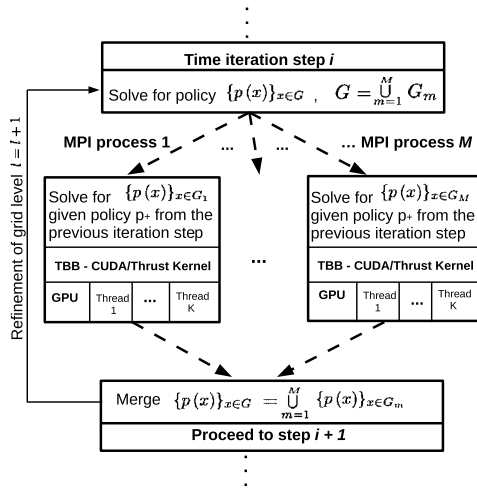 Time iteration step i
Solve for policy {p(x)}ₓ∈G , G = ⋃ᴹₘ₌₁ Gₘ
MPI process 1 ... ... ... MPI process M
Refinement of grid level l = l + 1
Solve for {p(x)}ₓ∈G₁
given policy p₊ from the
previous iteration step
TBB - CUDA/Thrust Kernel
GPU Thread 1 ... Thread K
...
Solve for {p(x)}ₓ∈G_M
given policy p₊ from the
previous iteration step
TBB - CUDA/Thrust Kernel
GPU Thread 1 ... Thread K
Merge {p(x)}ₓ∈G = ⋃ᴹₘ₌₁ {p(x)}ₓ∈Gₘ
Proceed to step i + 1